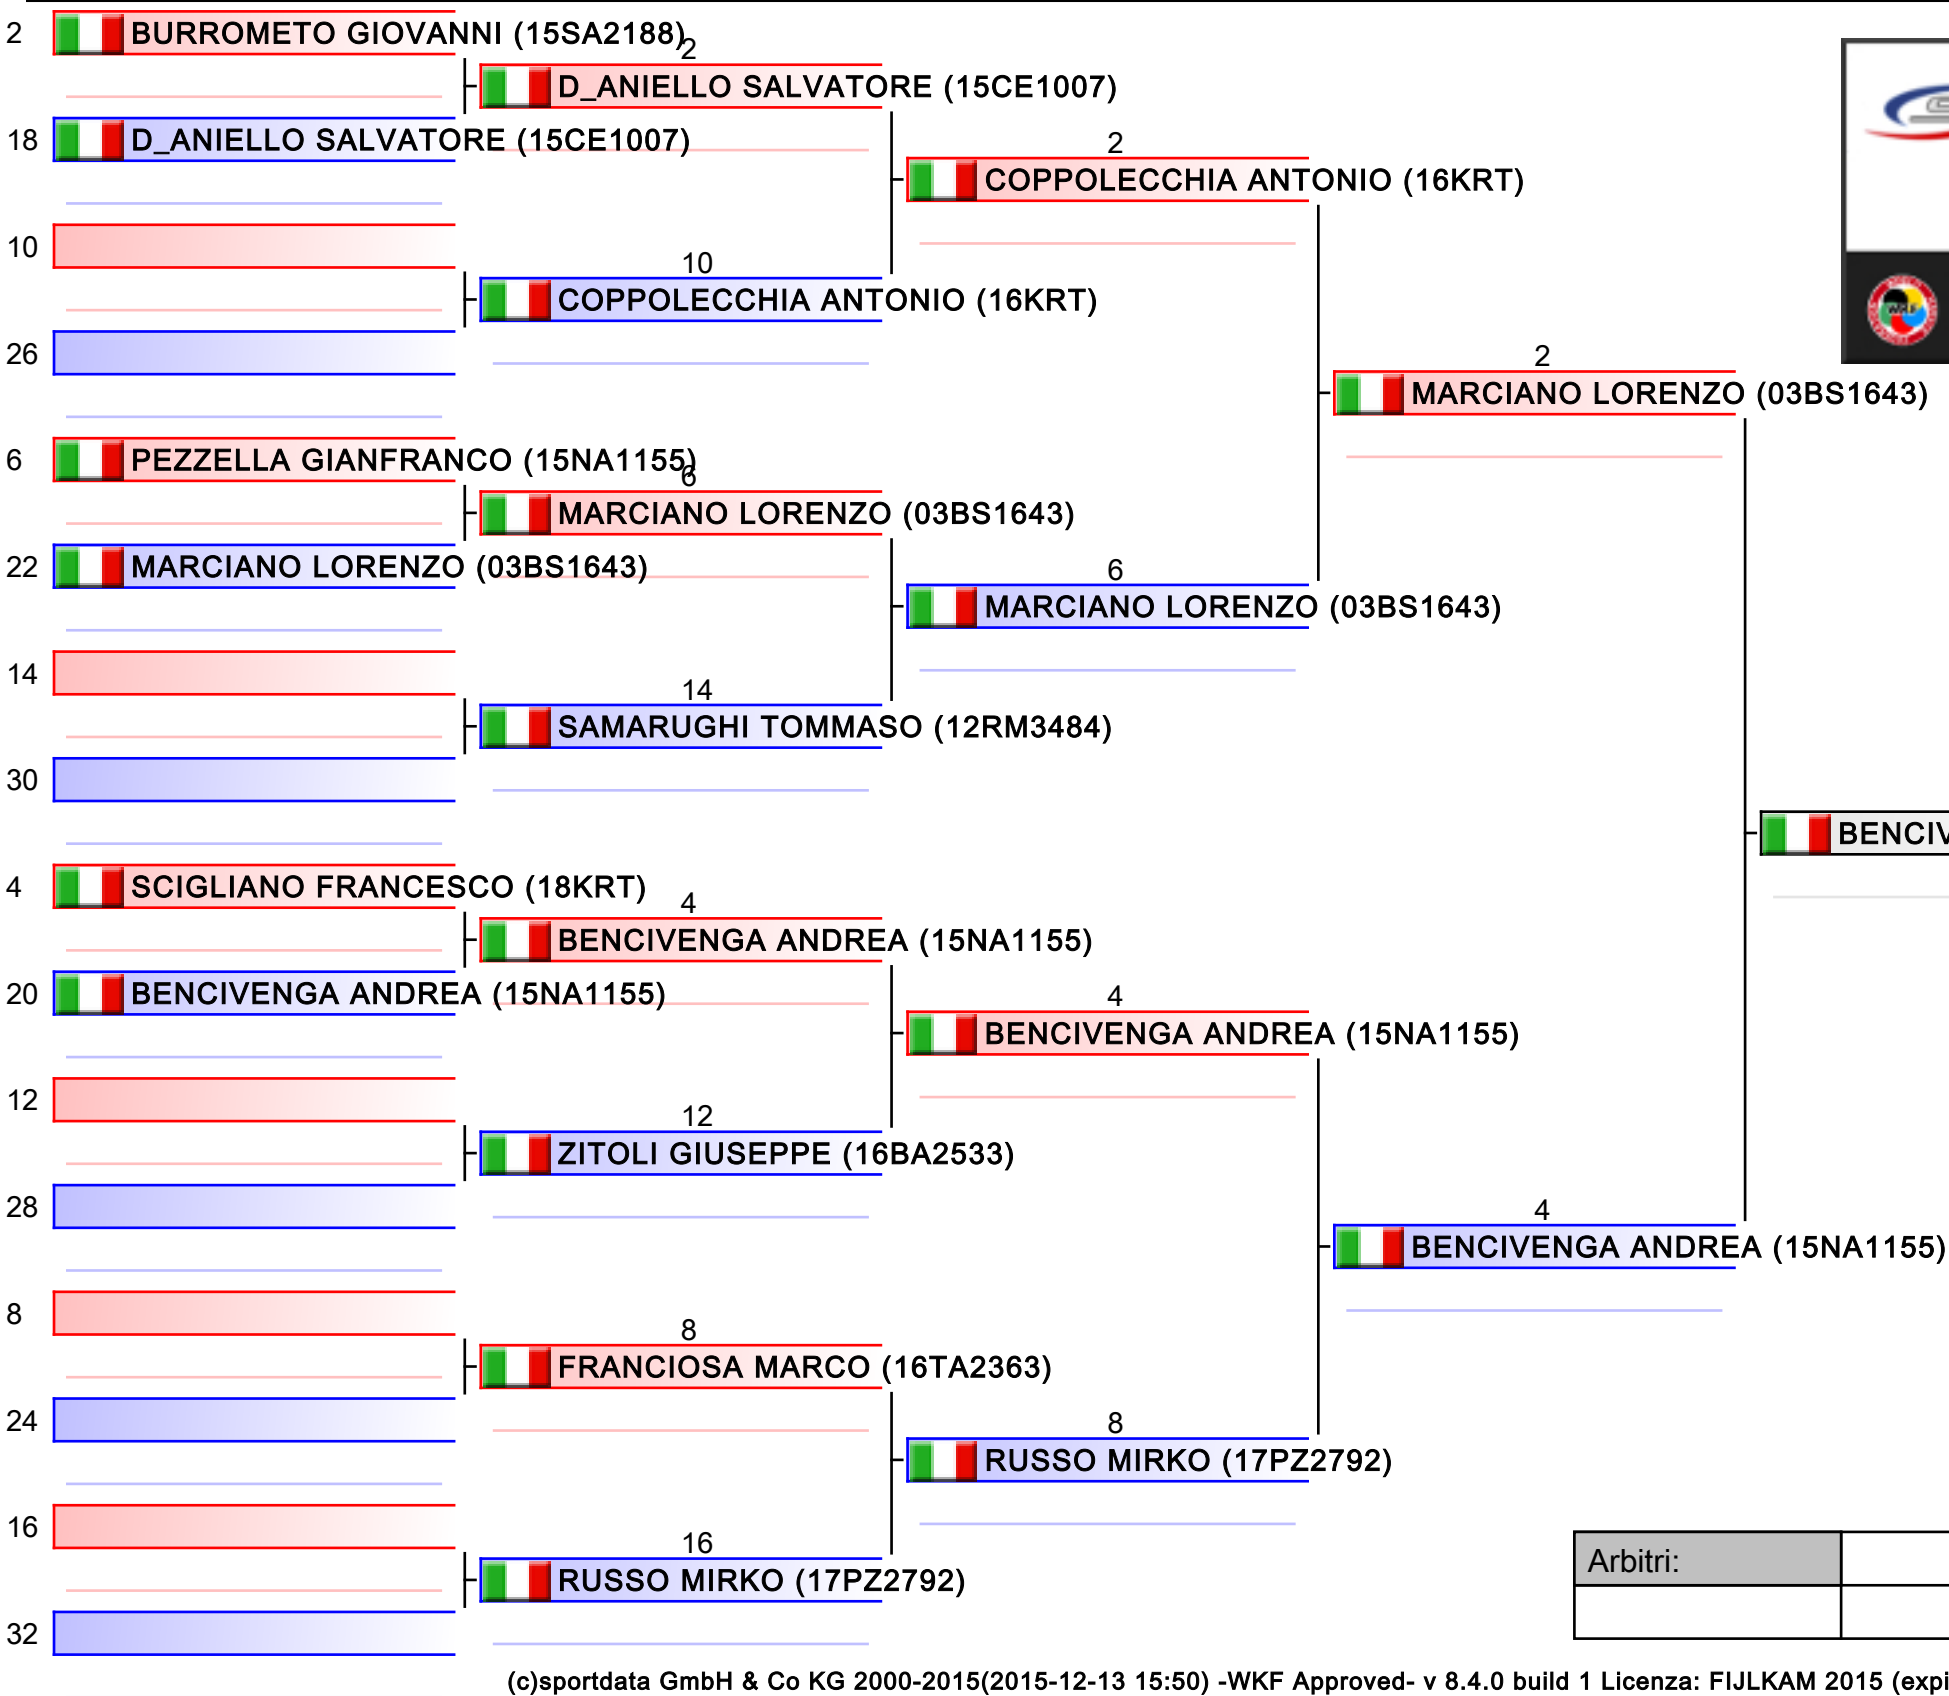 2 BURROMETO GIOVANNI (15SA2188)
2
D_ANIELLO SALVATORE (15CE1007)
18 D_ANIELLO SALVATORE (15CE1007)
2
COPPOLECCHIA ANTONIO (16KRT)
10
10
COPPOLECCHIA ANTONIO (16KRT)
26
2
MARCIANO LORENZO (03BS1643)
6 PEZZELLA GIANFRANCO (15NA1155)
6
MARCIANO LORENZO (03BS1643)
22 MARCIANO LORENZO (03BS1643)
6
MARCIANO LORENZO (03BS1643)
14
14
SAMARUGHI TOMMASO (12RM3484)
30
BENCIV
4 SCIGLIANO FRANCESCO (18KRT)
4
BENCIVENGA ANDREA (15NA1155)
20 BENCIVENGA ANDREA (15NA1155)
4
BENCIVENGA ANDREA (15NA1155)
12
12
ZITOLI GIUSEPPE (16BA2533)
28
4
BENCIVENGA ANDREA (15NA1155)
8
8
FRANCIOSA MARCO (16TA2363)
24
8
RUSSO MIRKO (17PZ2792)
16
16
RUSSO MIRKO (17PZ2792)
32
Arbitri:
(c)sportdata GmbH & Co KG 2000-2015(2015-12-13 15:50) -WKF Approved- v 8.4.0 build 1 Licenza: FIJLKAM 2015 (expi